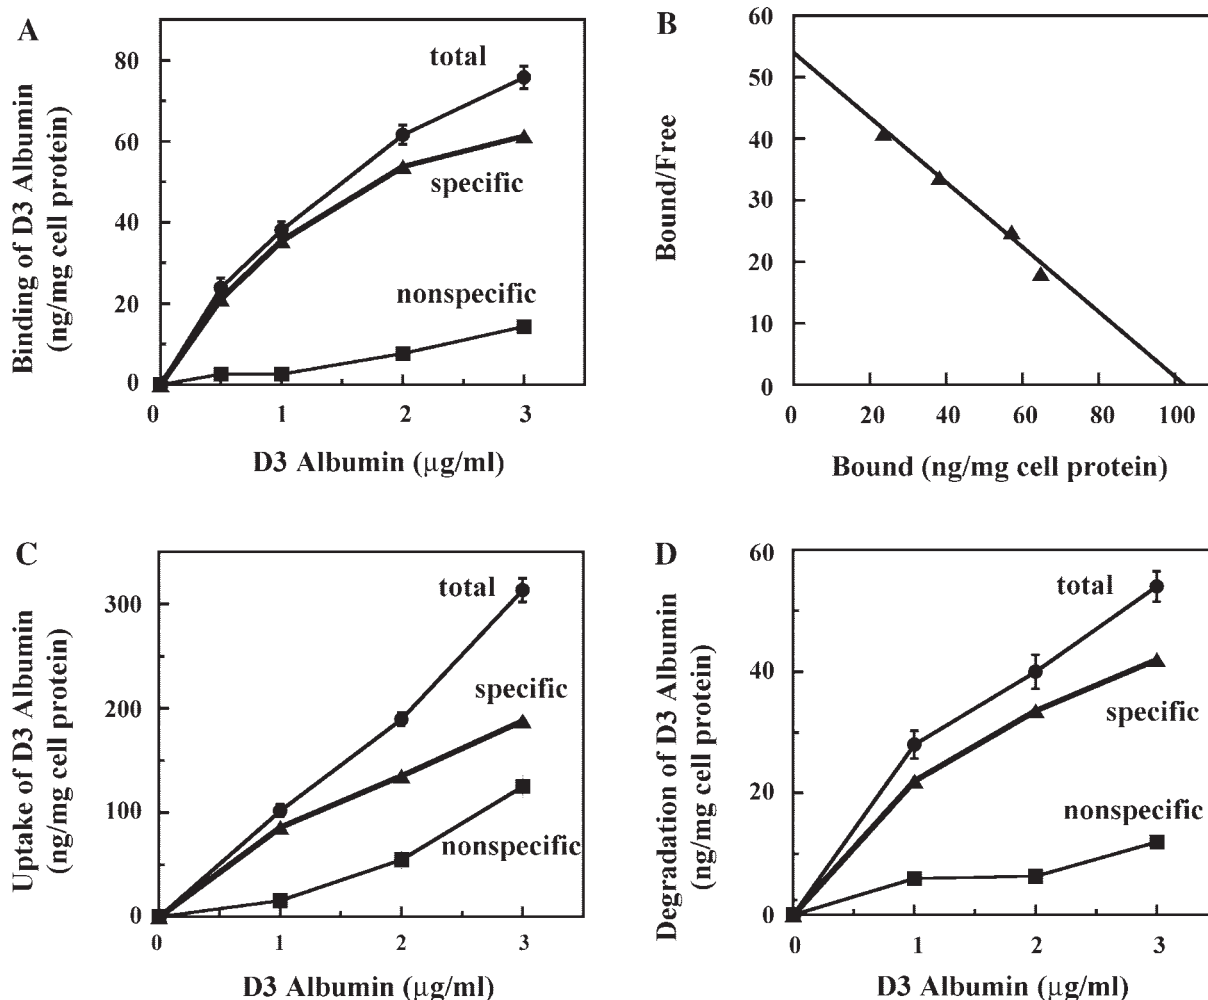 A
Binding of D3 Albumin
(ng/mg cell protein)
80
60
40
20
0
total
specific
nonspecific
0 1 2 3
D3 Albumin (μg/ml)
B
Bound/Free
60
50
40
30
20
10
0
0 20 40 60 80 100
Bound (ng/mg cell protein)
C
Uptake of D3 Albumin
(ng/mg cell protein)
300
200
100
0
total
specific
nonspecific
0 1 2 3
D3 Albumin (μg/ml)
D
Degradation of D3 Albumin
(ng/mg cell protein)
60
40
20
0
total
specific
nonspecific
0 1 2 3
D3 Albumin (μg/ml)